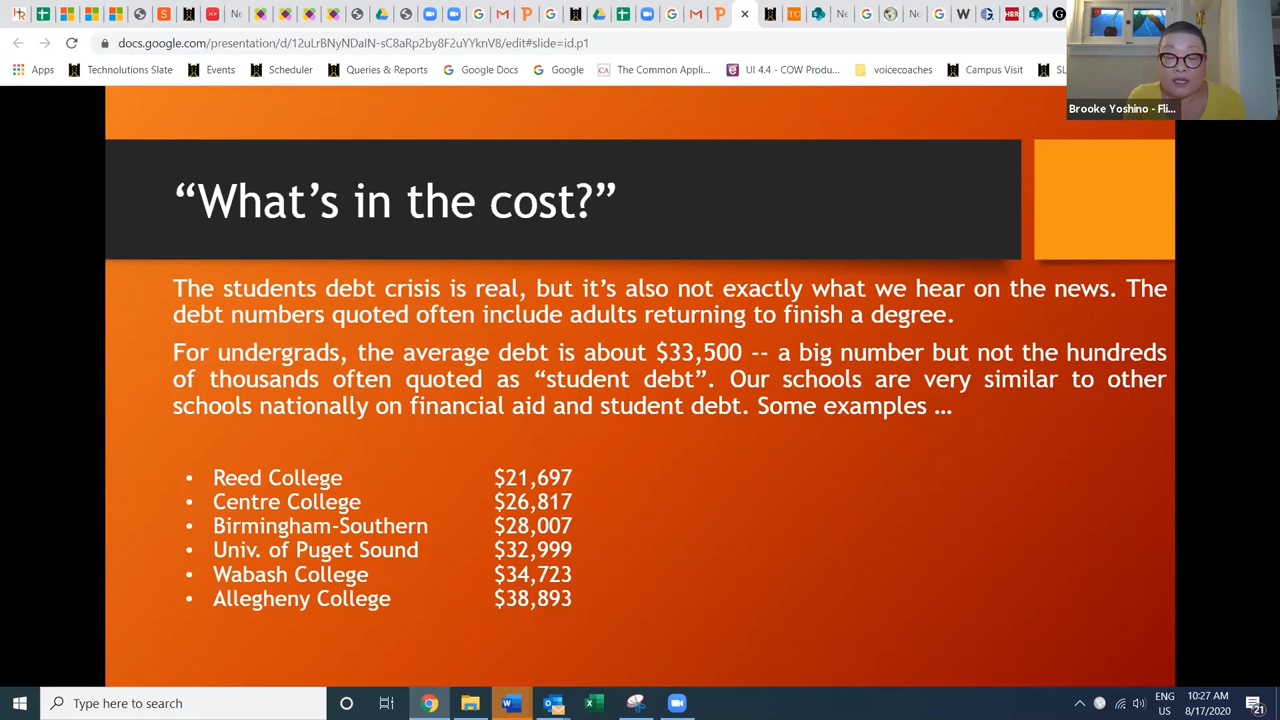 docs.google.com/presentation/d/12uLrBNyNDaIN-sC8aRp2by8F2uYYknV8/edit#slide=id.p1
Apps Technolutions Slate Events Scheduler Queries & Reports Google Docs Google The Common Appli... UI 4.4 - COW Produ... voicecoaches Campus Visit
Brooke Yoshino - Fli...
“What’s in the cost?”
The students debt crisis is real, but it’s also not exactly what we hear on the news. The
debt numbers quoted often include adults returning to finish a degree.
For undergrads, the average debt is about $33,500 -- a big number but not the hundreds
of thousands often quoted as “student debt”. Our schools are very similar to other
schools nationally on financial aid and student debt. Some examples …
• Reed College $21,697
• Centre College $26,817
• Birmingham-Southern $28,007
• Univ. of Puget Sound $32,999
• Wabash College $34,723
• Allegheny College $38,893
Type here to search
ENG
US
10:27 AM
8/17/2020
21